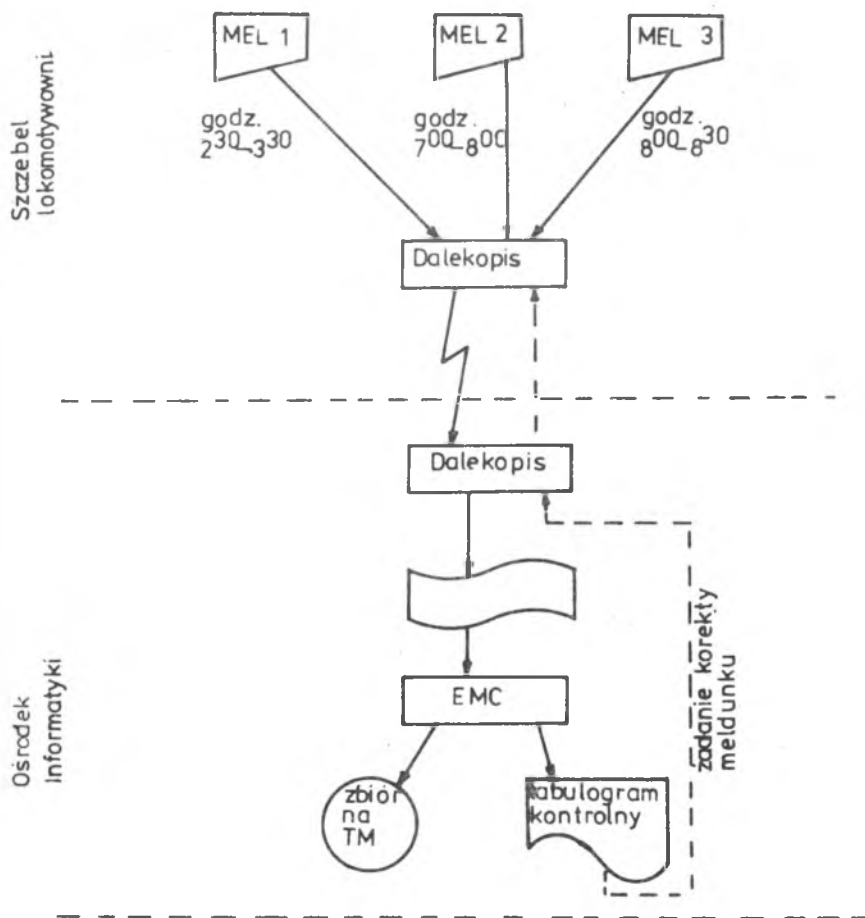 MEL 1
MEL 2
MEL 3
Szczebel
lokomotywowni
godz.
2³⁰-3³⁰
godz.
7⁰⁰-8⁰⁰
godz.
8⁰⁰-8³⁰
Dalekopis
Dalekopis
EMC
zbiór
na
TM
tabulogram
kontrolny
zadanie korekty
meldunku
Ośrodek
Informatyki